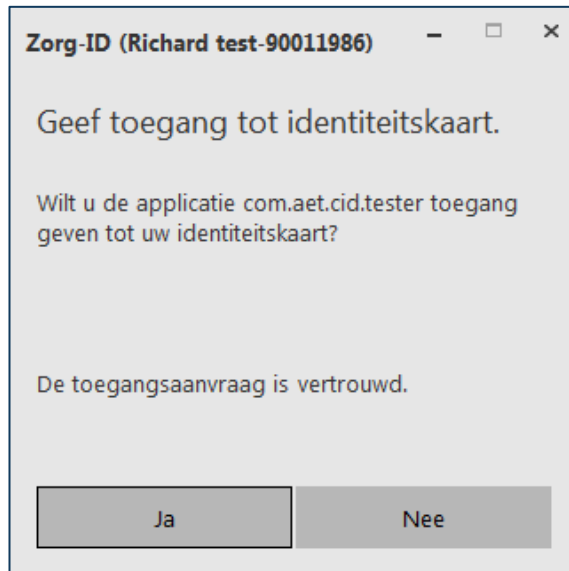 Zorg-ID (Richard test-90011986)
Geef toegang tot identiteitskaart.
Wilt u de applicatie com.aet.cid.tester toegang
geven tot uw identiteitskaart?
De toegangsaanvraag is vertrouwd.
Ja
Nee